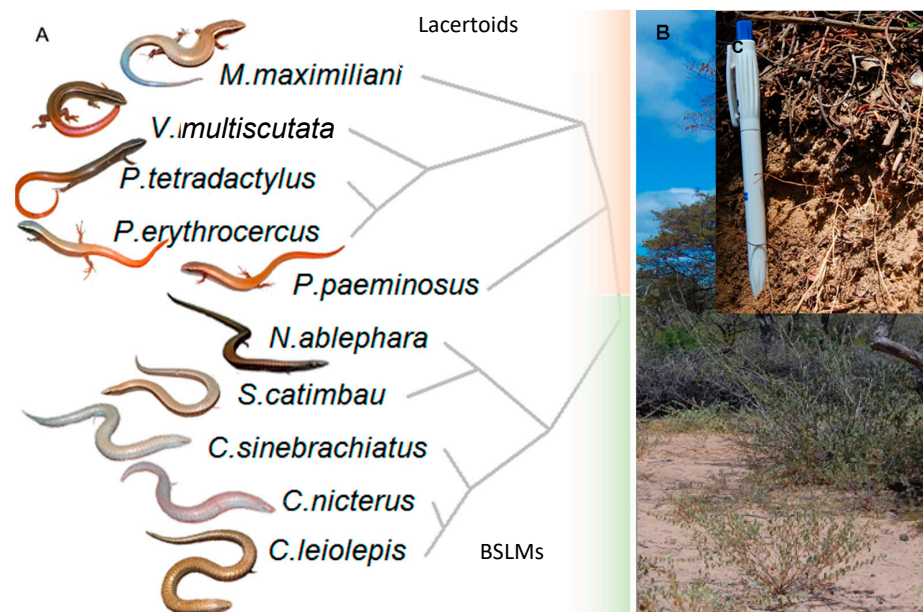 A
Lacertoids
M.maximiliani
V.multiscutata
P.tetradactylus
P.erythrocercus
P.paeminosus
N.ablephara
S.catimbau
C.sinebrachiatus
C.nicterus
C.leiolepis
BSLMs
B
C